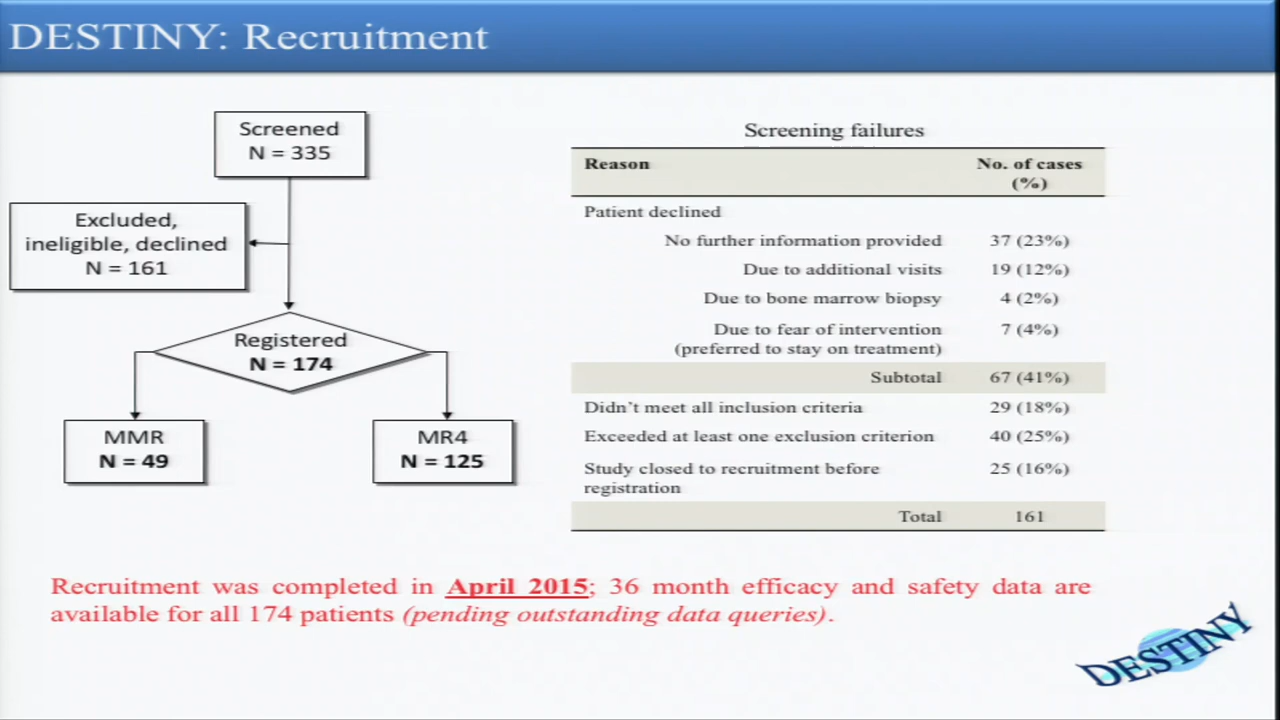 DESTINY: Recruitment
Screened
N = 335
Excluded,
ineligible, declined
N = 161
Registered
N = 174
MMR
N = 49
MR4
N = 125
Screening failures
Reason No. of cases
(%)
Patient declined
No further information provided 37 (23%)
Due to additional visits 19 (12%)
Due to bone marrow biopsy 4 (2%)
Due to fear of intervention 7 (4%)
(preferred to stay on treatment)
Subtotal 67 (41%)
Didn't meet all inclusion criteria 29 (18%)
Exceeded at least one exclusion criterion 40 (25%)
Study closed to recruitment before 25 (16%)
registration
Total 161
Recruitment was completed in April 2015; 36 month efficacy and safety data are
available for all 174 patients (pending outstanding data queries).
DESTINY